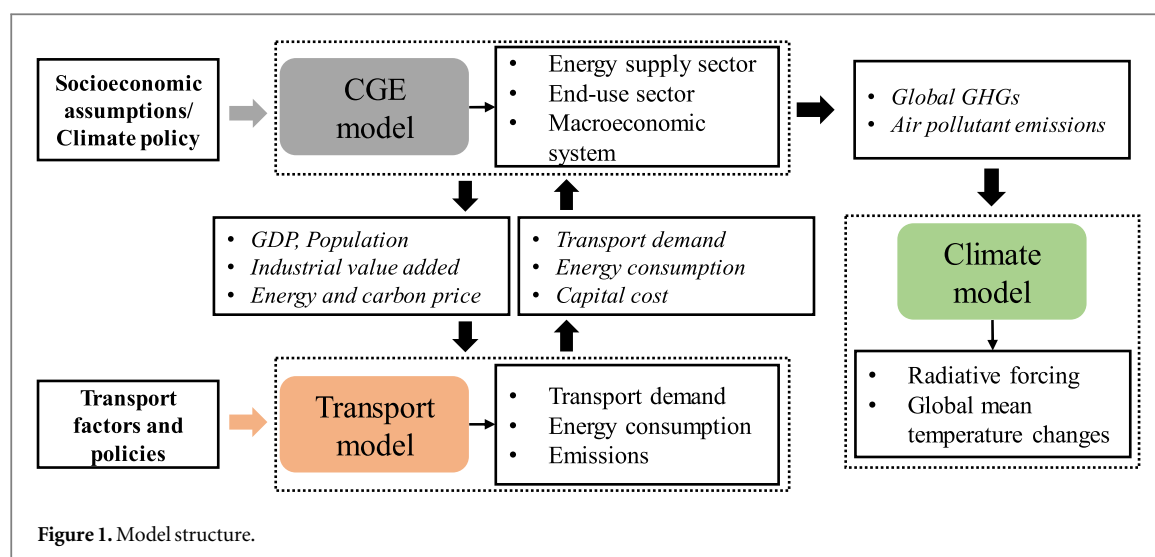 Socioeconomic
assumptions/
Climate policy
CGE
model
• Energy supply sector
• End-use sector
• Macroeconomic
system
• Global GHGs
• Air pollutant emissions
• GDP, Population
• Industrial value added
• Energy and carbon price
• Transport demand
• Energy consumption
• Capital cost
Climate
model
• Radiative forcing
• Global mean
temperature changes
Transport
factors and
policies
Transport
model
• Transport demand
• Energy consumption
• Emissions
Figure 1. Model structure.